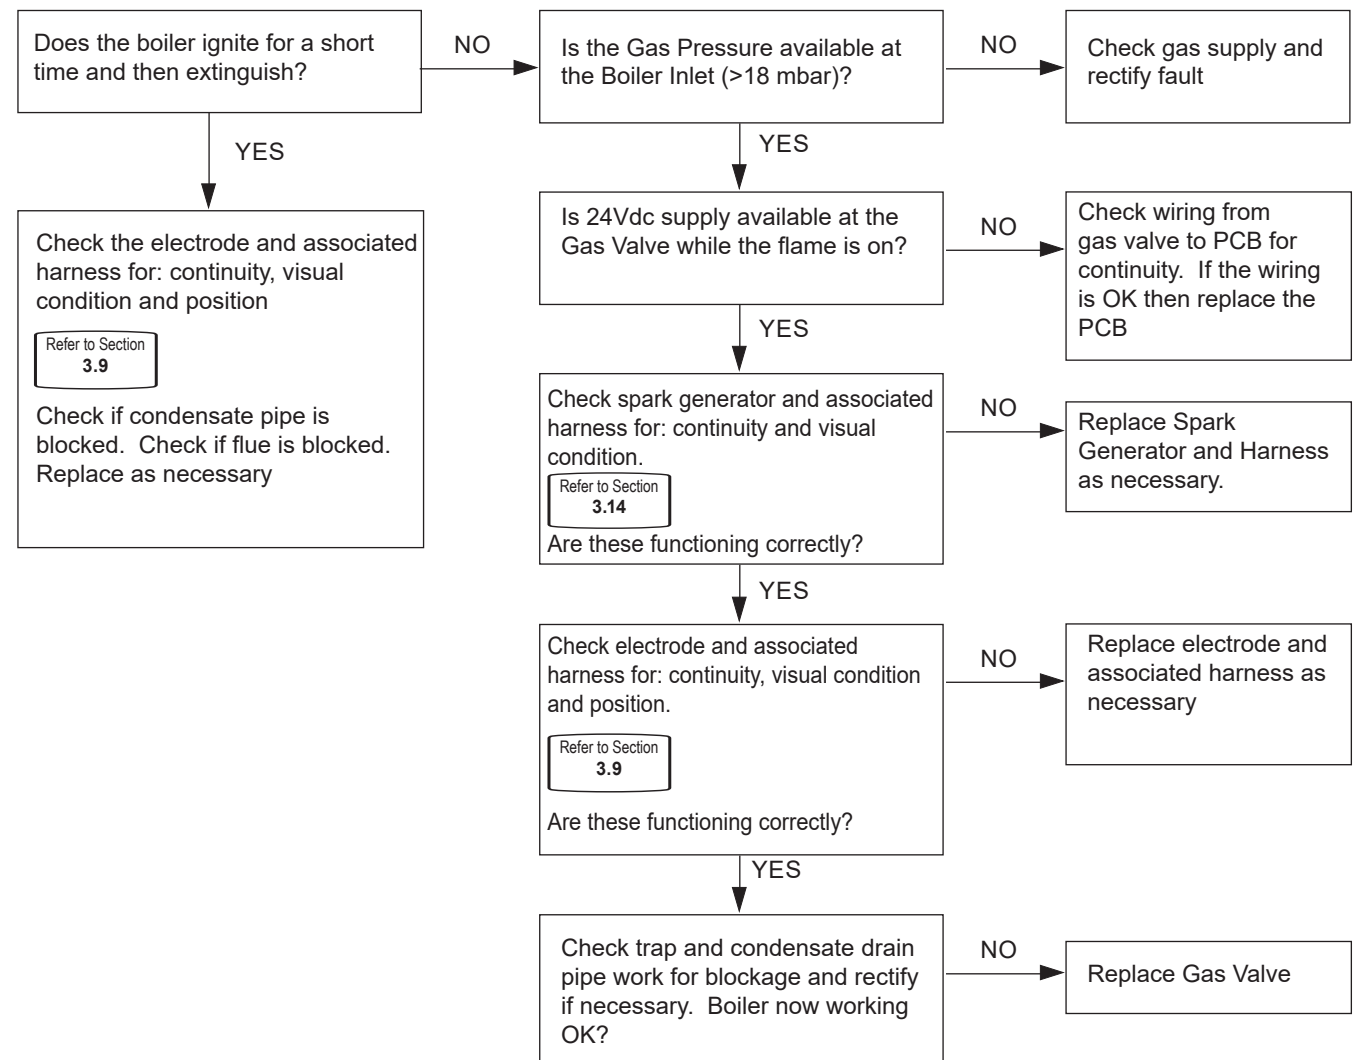 Does the boiler ignite for a short
time and then extinguish?
NO
Is the Gas Pressure available at
the Boiler Inlet (>18 mbar)?
NO
Check gas supply and
rectify fault
YES
YES
Check the electrode and associated
harness for: continuity, visual
condition and position
Refer to Section
3.9
Check if condensate pipe is
blocked.  Check if flue is blocked.
Replace as necessary
Is 24Vdc supply available at the
Gas Valve while the flame is on?
NO
Check wiring from
gas valve to PCB for
continuity.  If the wiring
is OK then replace the
PCB
YES
Check spark generator and associated
harness for: continuity and visual
condition.
Refer to Section
3.14
Are these functioning correctly?
NO
Replace Spark
Generator and Harness
as necessary.
YES
Check electrode and associated
harness for: continuity, visual condition
and position.
Refer to Section
3.9
Are these functioning correctly?
NO
Replace electrode and
associated harness as
necessary
YES
Check trap and condensate drain
pipe work for blockage and rectify
if necessary.  Boiler now working
OK?
NO
Replace Gas Valve